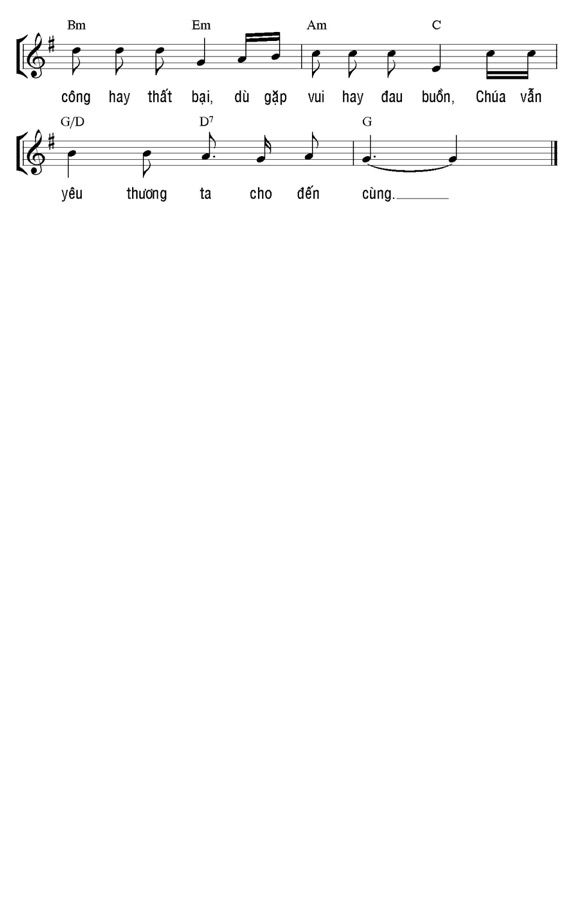 Bm Em Am C
công hay thất bại, dù gặp vui hay đau buồn, Chúa vẫn
G/D D7 G
yêu thương ta cho đến cùng.